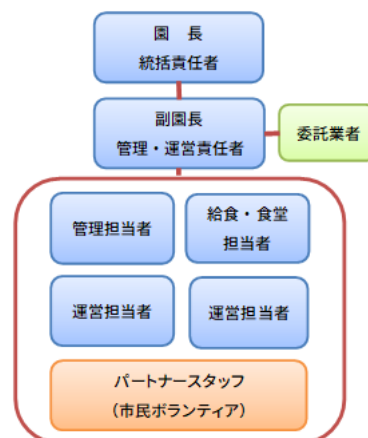 園　長
統括責任者
副園長
管理・運営責任者
委託業者
管理担当者
給食・食堂
担当者
運営担当者
運営担当者
パートナースタッフ
（市民ボランティア）